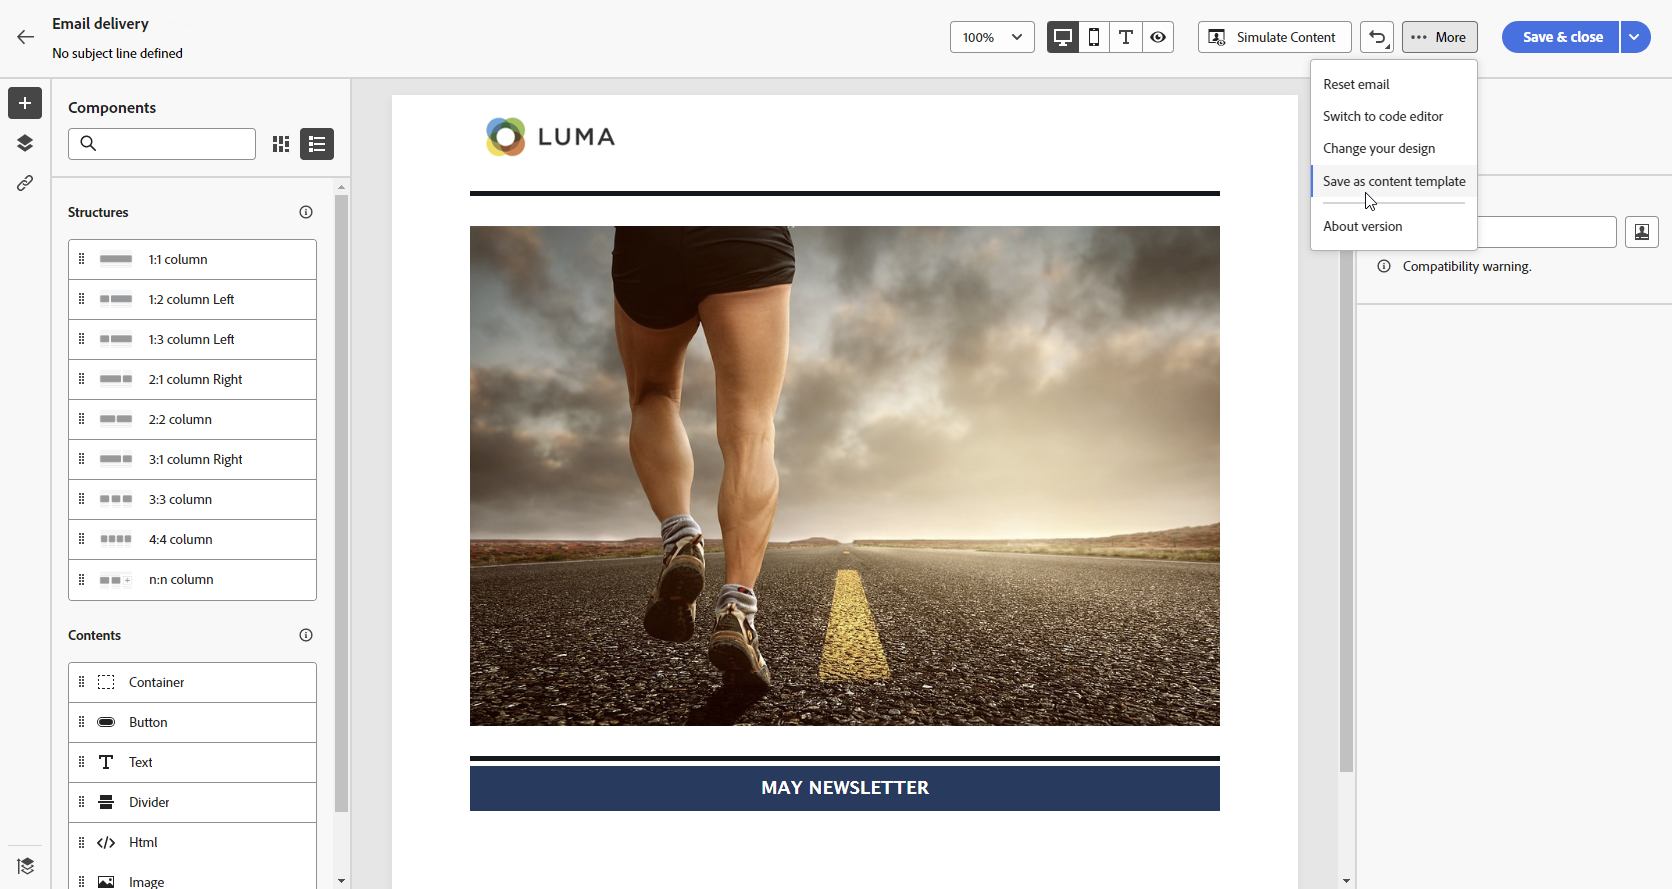 Email delivery
No subject line defined
100%
Simulate Content
More
Save & close
Reset email
Switch to code editor
Change your design
Save as content template
About version
Compatibility warning.
Components
Structures
1:1 column
1:2 column Left
1:3 column Left
2:1 column Right
2:2 column
3:1 column Right
3:3 column
4:4 column
n:n column
Contents
Container
Button
Text
Divider
Html
Image
LUMA
MAY NEWSLETTER